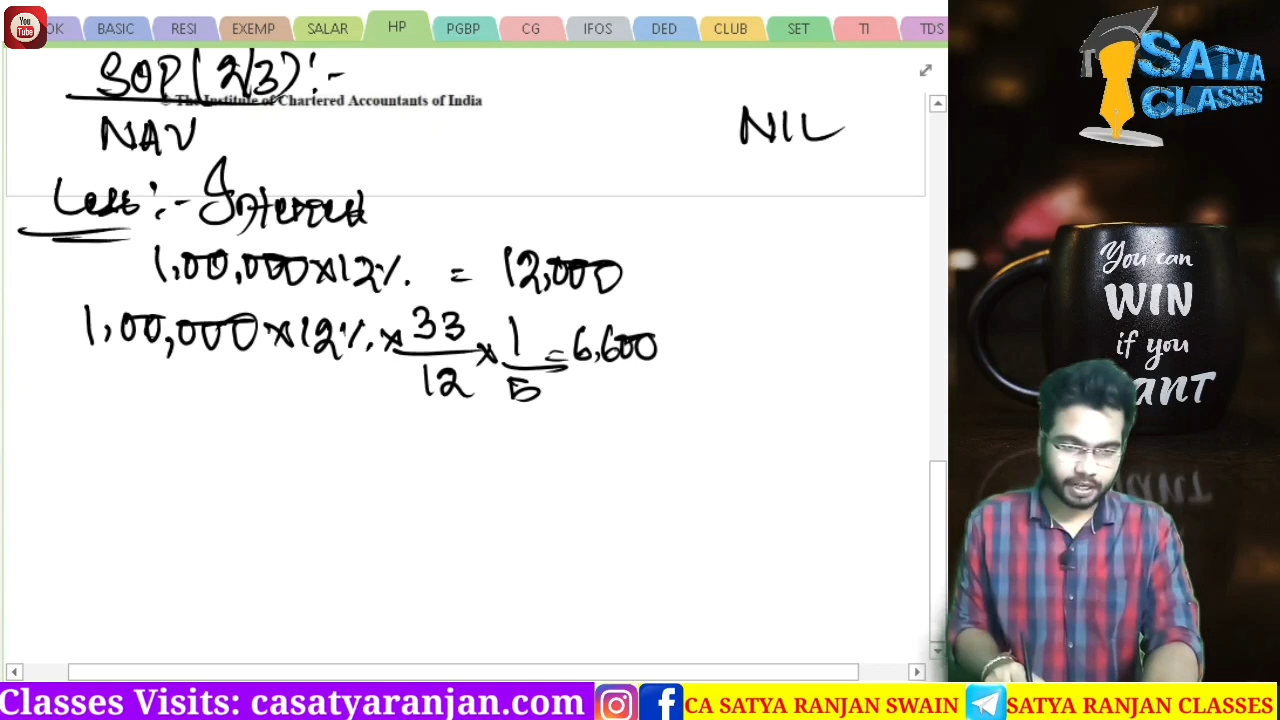 You Tube
OK BASIC RESI EXEMP SALAR HP PGBP CG IFOS DED CLUB SET TI TDS
SATYA
CLASSES
SOP (2/3) :-
The Institute of Chartered Accountants of India
NAV NIL
Less :- Interest
1,00,000 x 12% = 12,000
1,00,000 x 12% x 33/12 x 1/5 = 6,600
You can
WIN
if you
WANT
Classes Visits: casatyaranjan.com CA SATYA RANJAN SWAIN SATYA RANJAN CLASSES